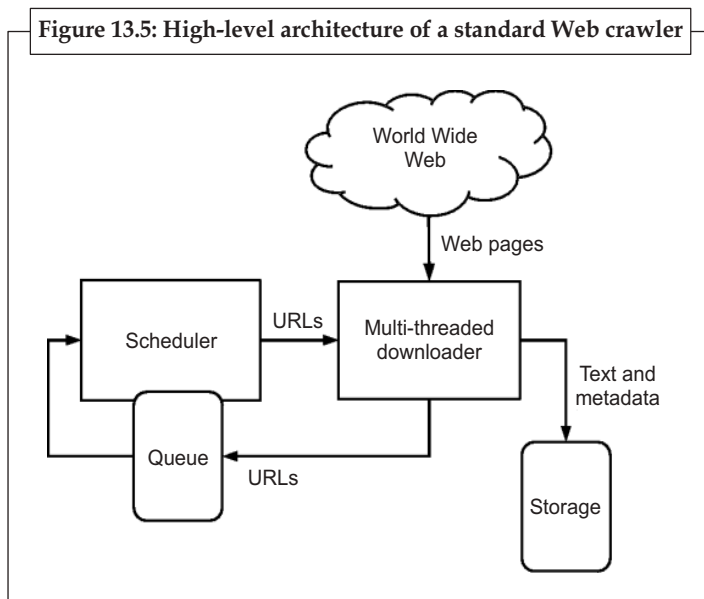 Figure 13.5: High-level architecture of a standard Web crawler
World Wide
Web
Web pages
Scheduler
URLs
Multi-threaded
downloader
Text and
metadata
Queue
URLs
Storage